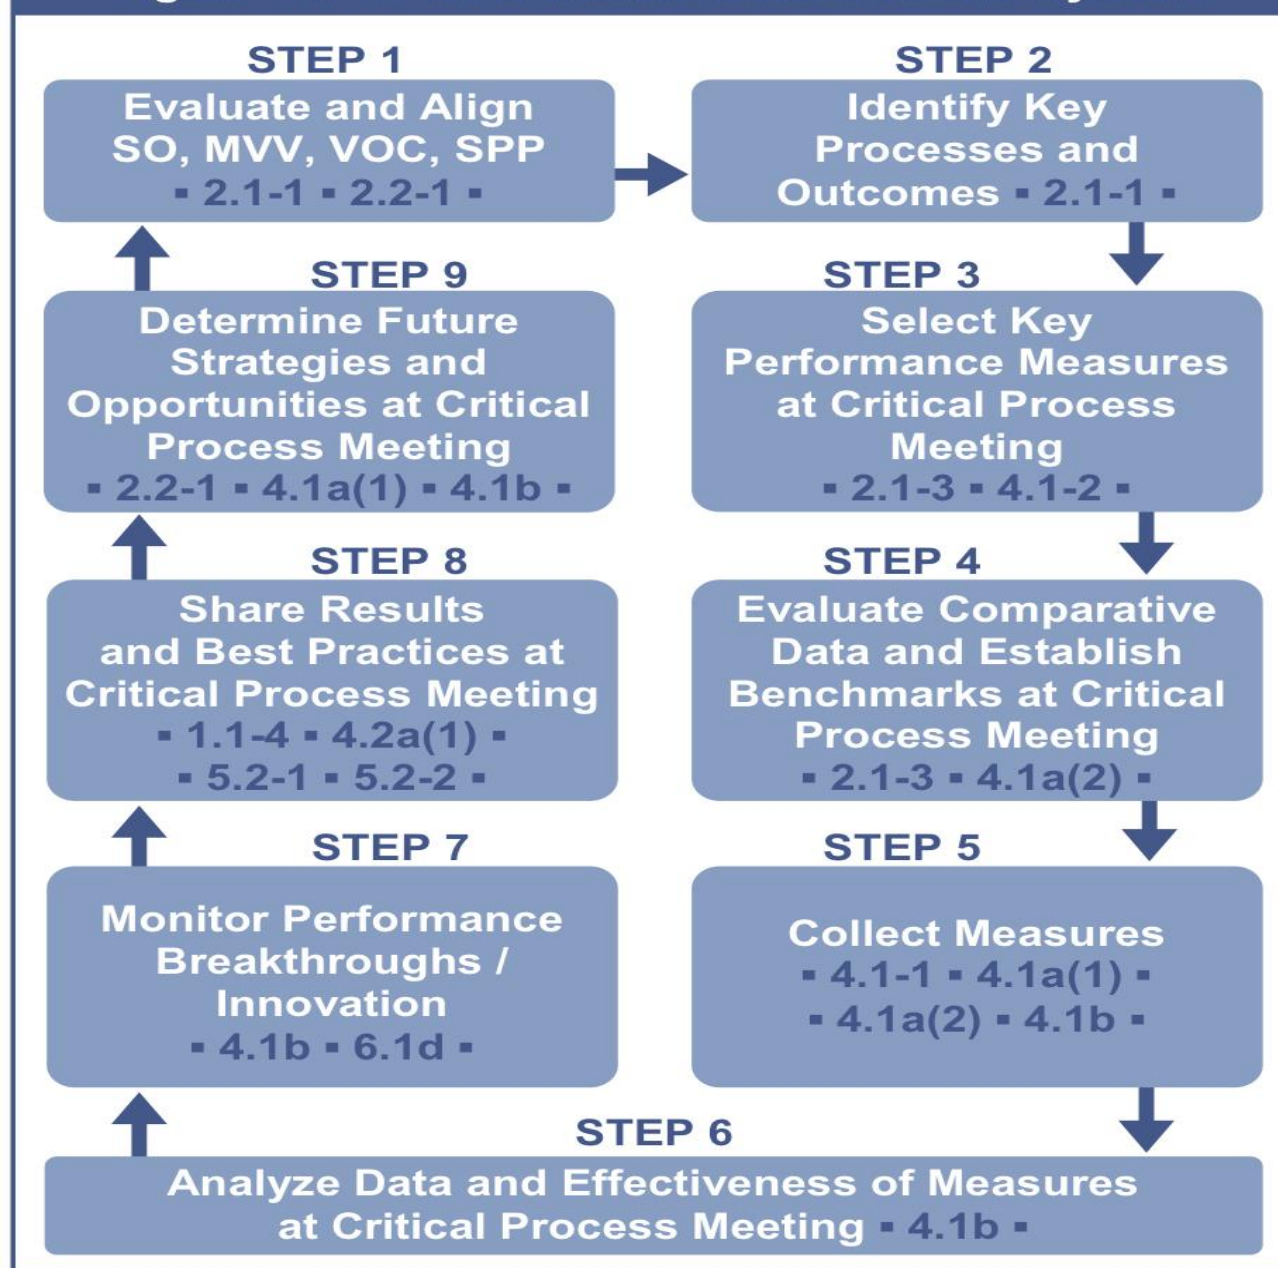 STEP 1
Evaluate and Align
SO, MVV, VOC, SPP
▪ 2.1-1 ▪ 2.2-1 ▪
STEP 2
Identify Key
Processes and
Outcomes ▪ 2.1-1 ▪
STEP 3
Select Key
Performance Measures
at Critical Process
Meeting
▪ 2.1-3 ▪ 4.1-2 ▪
STEP 4
Evaluate Comparative
Data and Establish
Benchmarks at Critical
Process Meeting
▪ 2.1-3 ▪ 4.1a(2) ▪
STEP 5
Collect Measures
▪ 4.1-1 ▪ 4.1a(1) ▪
▪ 4.1a(2) ▪ 4.1b ▪
STEP 6
Analyze Data and Effectiveness of Measures
at Critical Process Meeting ▪ 4.1b ▪
STEP 7
Monitor Performance
Breakthroughs /
Innovation
▪ 4.1b ▪ 6.1d ▪
STEP 8
Share Results
and Best Practices at
Critical Process Meeting
▪ 1.1-4 ▪ 4.2a(1) ▪
▪ 5.2-1 ▪ 5.2-2 ▪
STEP 9
Determine Future
Strategies and
Opportunities at Critical
Process Meeting
▪ 2.2-1 ▪ 4.1a(1) ▪ 4.1b ▪